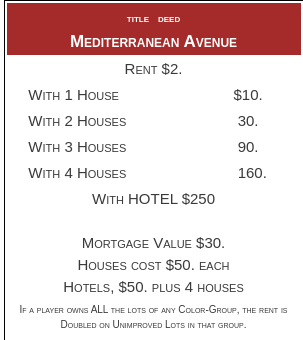 TITLE DEED
MEDITERRANEAN AVENUE
RENT $2.
WITH 1 HOUSE $10.
WITH 2 HOUSES 30.
WITH 3 HOUSES 90.
WITH 4 HOUSES 160.
WITH HOTEL $250
MORTGAGE VALUE $30.
HOUSES COST $50. EACH
HOTELS, $50. PLUS 4 HOUSES
IF A PLAYER OWNS ALL THE LOTS OF ANY COLOR-GROUP, THE RENT IS
DOUBLED ON UNIMPROVED LOTS IN THAT GROUP.